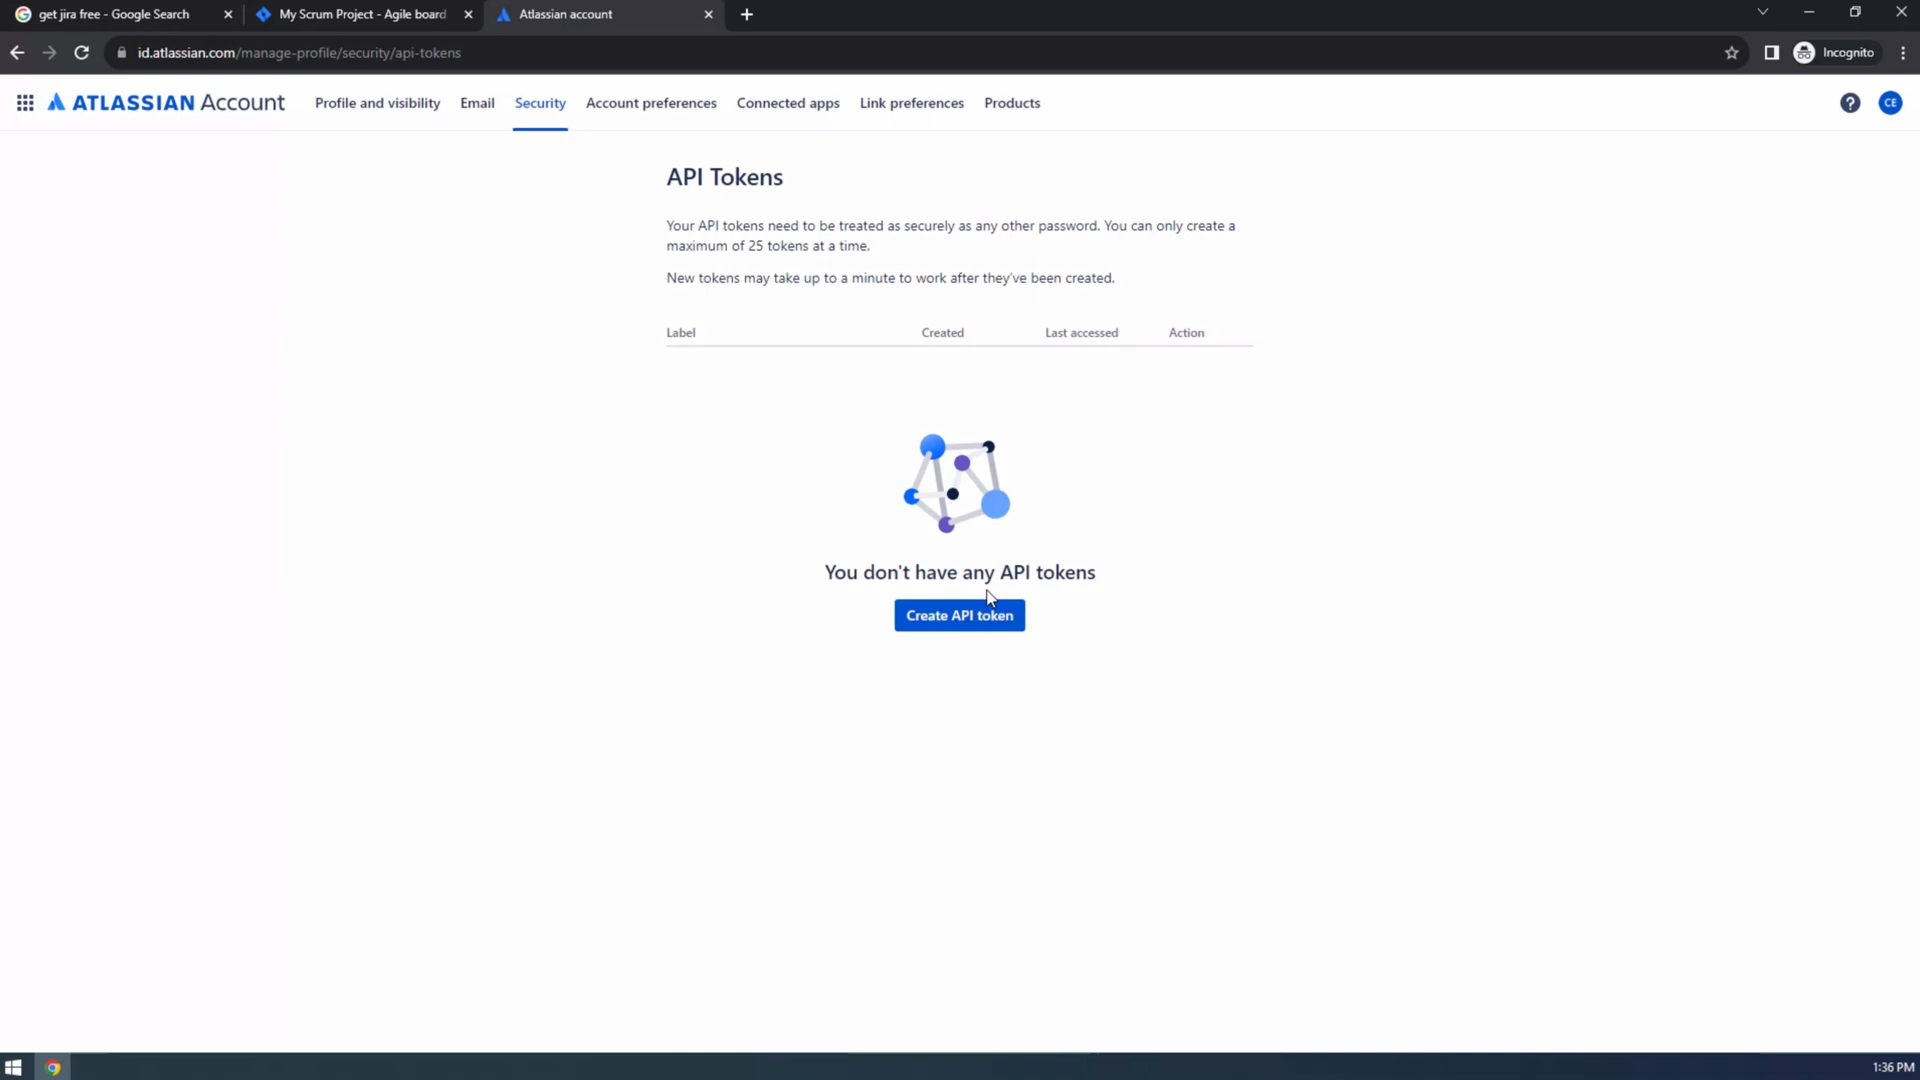 get jira free - Google Search
My Scrum Project - Agile board
Atlassian account
id.atlassian.com/manage-profile/security/api-tokens
Incognito
ATLASSIAN Account
Profile and visibility
Email
Security
Account preferences
Connected apps
Link preferences
Products
CE
API Tokens
Your API tokens need to be treated as securely as any other password. You can only create a
maximum of 25 tokens at a time.
New tokens may take up to a minute to work after they've been created.
Label Created Last accessed Action
You don't have any API tokens
Create API token
1:36 PM